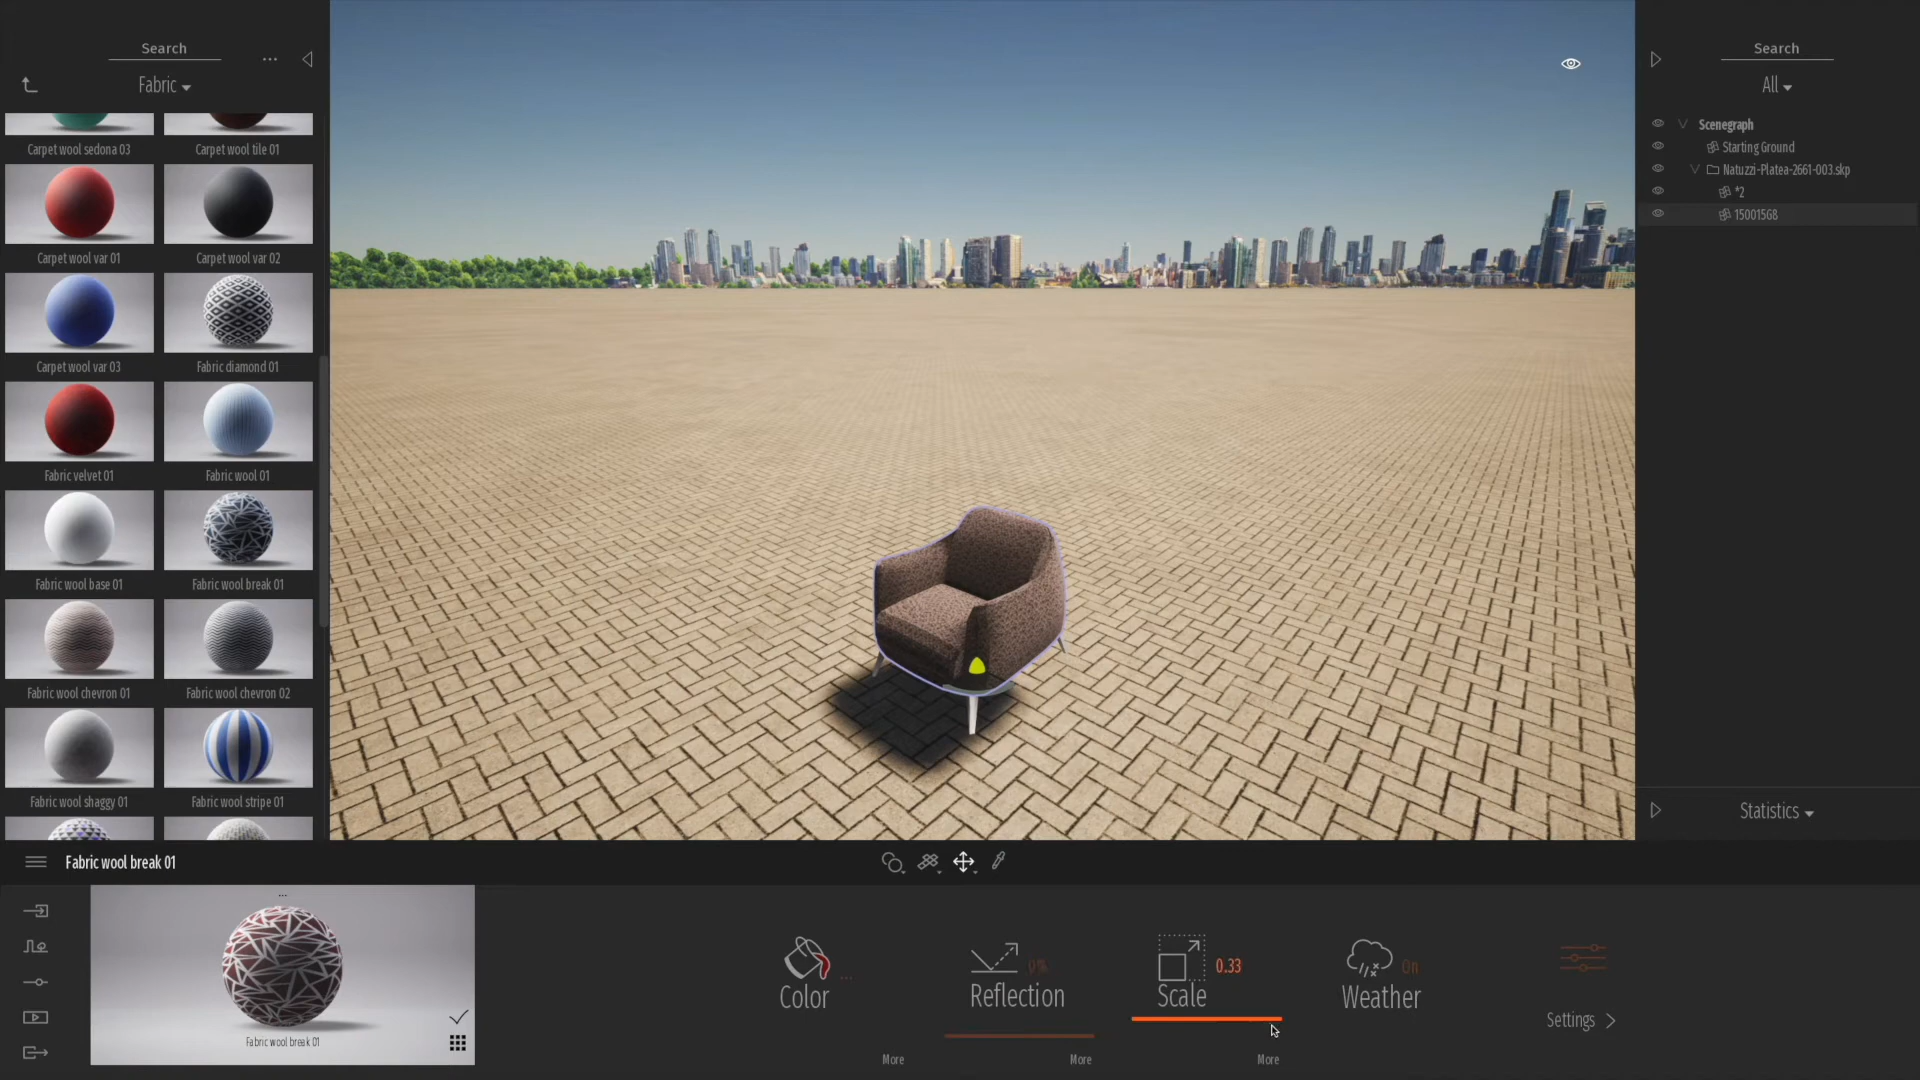 Search
...
Fabric
Carpet wool sedona 03
Carpet wool tile 01
Carpet wool var 01
Carpet wool var 02
Carpet wool var 03
Fabric diamond 01
Fabric velvet 01
Fabric wool 01
Fabric wool base 01
Fabric wool break 01
Fabric wool chevron 01
Fabric wool chevron 02
Fabric wool shaggy 01
Fabric wool stripe 01
Search
All
Scenegraph
Starting Ground
Natuzzi-Platea-2661-003.skp
*2
150015G8
Statistics
Fabric wool break 01
...
Fabric wool break 01
Color
...
More
Reflection
0%
More
Scale
0.33
More
Weather
On
Settings